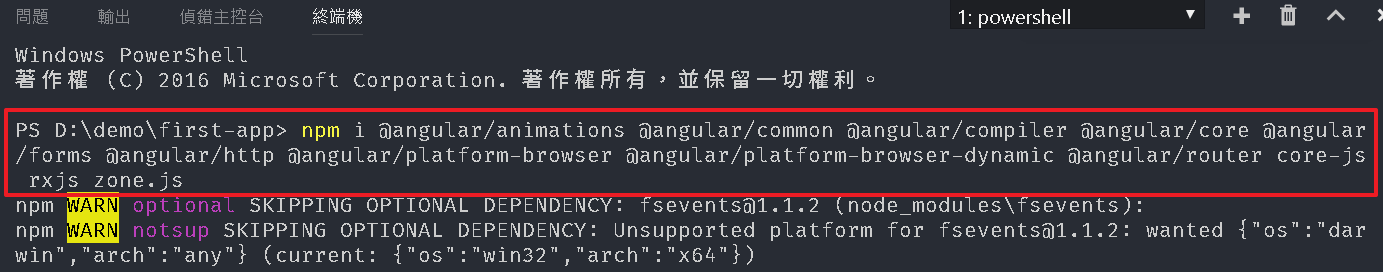 問題 輸出 偵錯主控台 終端機 1: powershell
Windows PowerShell
著作權 (C) 2016 Microsoft Corporation. 著作權所有，並保留一切權利。
PS D:\demo\first-app> npm i @angular/animations @angular/common @angular/compiler @angular/core @angular
/forms @angular/http @angular/platform-browser @angular/platform-browser-dynamic @angular/router core-js
 rxjs zone.js
npm WARN optional SKIPPING OPTIONAL DEPENDENCY: fsevents@1.1.2 (node_modules\fsevents):
npm WARN notsup SKIPPING OPTIONAL DEPENDENCY: Unsupported platform for fsevents@1.1.2: wanted {"os":"dar
win","arch":"any"} (current: {"os":"win32","arch":"x64"})